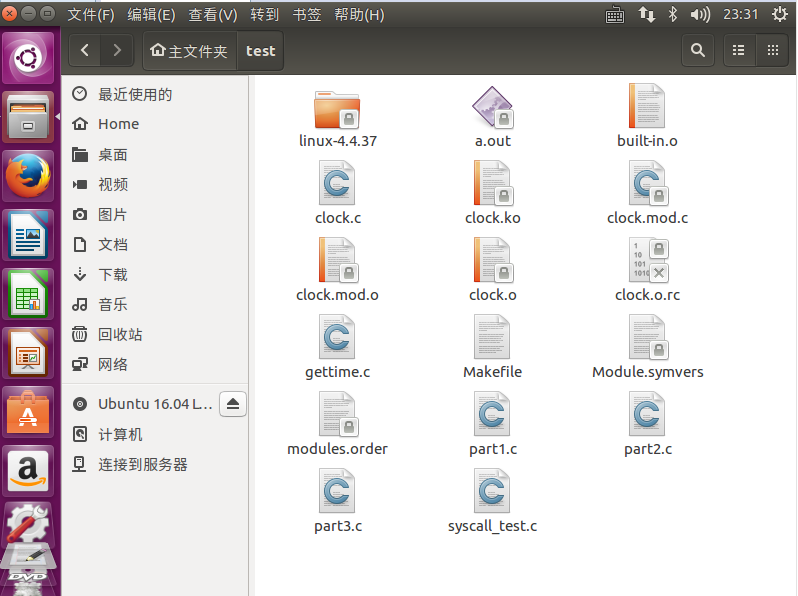 文件(F) 编辑(E) 查看(V) 转到 书签 帮助(H) 23:31
主文件夹 test
最近使用的
Home
桌面
视频
图片
文档
下载
音乐
回收站
网络
Ubuntu 16.04 L...
计算机
连接到服务器
linux-4.4.37 a.out built-in.o
clock.c clock.ko clock.mod.c
clock.mod.o clock.o clock.o.rc
gettime.c Makefile Module.symvers
modules.order part1.c part2.c
part3.c syscall_test.c